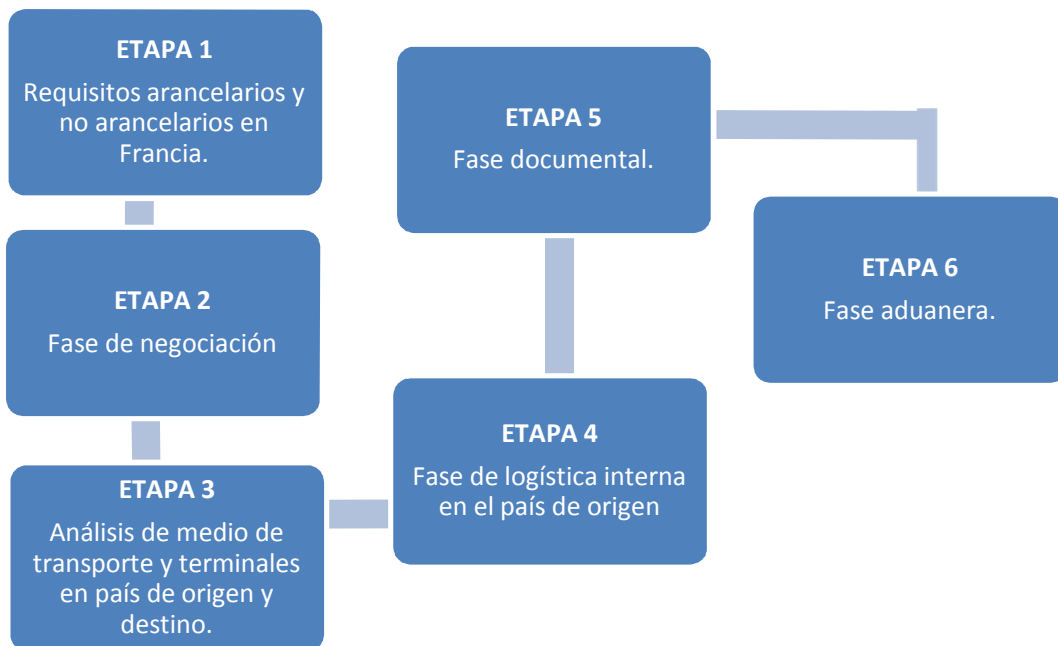 ETAPA 1
Requisitos arancelarios y
no arancelarios en
Francia.
ETAPA 2
Fase de negociación
ETAPA 3
Análisis de medio de
transporte y terminales
en país de origen y
destino.
ETAPA 4
Fase de logística interna
en el país de origen
ETAPA 5
Fase documental.
ETAPA 6
Fase aduanera.